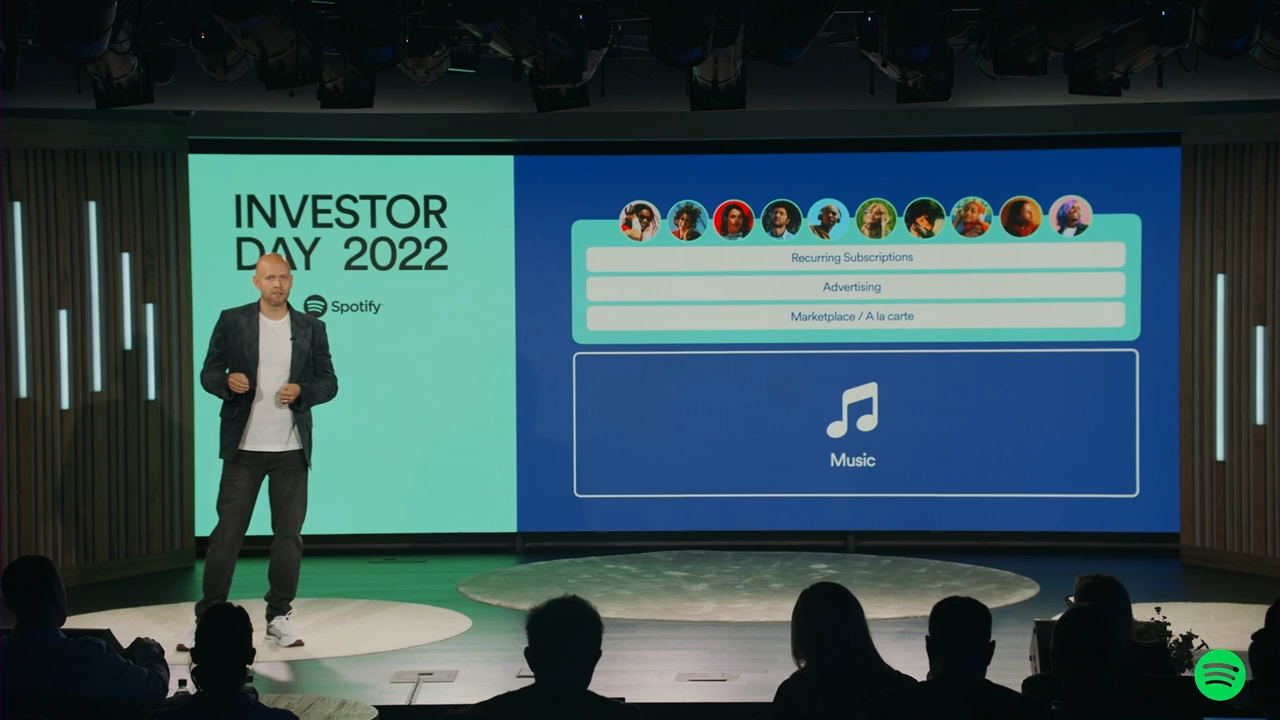 INVESTOR
DAY 2022
Spotify
Recurring Subscriptions
Advertising
Marketplace / A la carte
Music